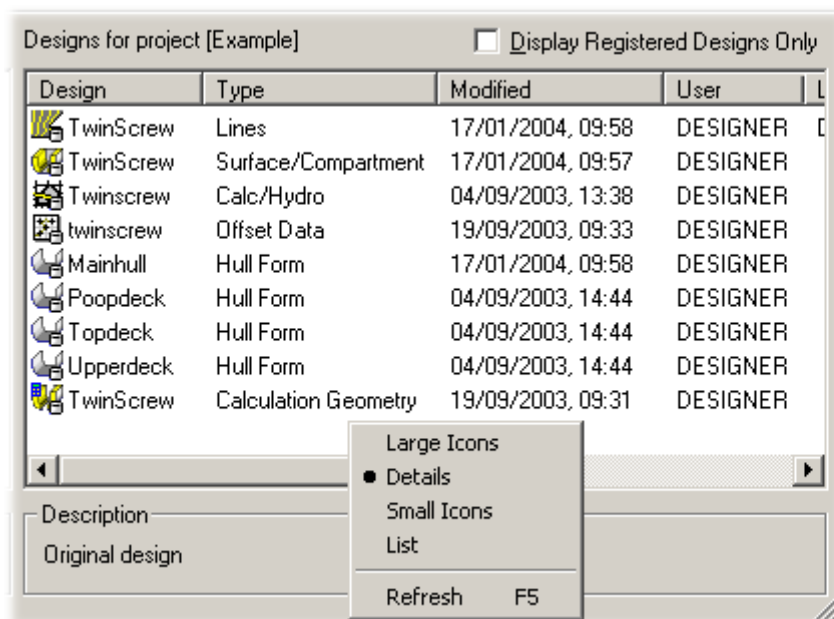 Designs for project [Example] Display Registered Designs Only
Design Type Modified User
TwinScrew Lines 17/01/2004, 09:58 DESIGNER
TwinScrew Surface/Compartment 17/01/2004, 09:57 DESIGNER
Twinscrew Calc/Hydro 04/09/2003, 13:38 DESIGNER
twinscrew Offset Data 19/09/2003, 09:33 DESIGNER
Mainhull Hull Form 17/01/2004, 09:58 DESIGNER
Poopdeck Hull Form 04/09/2003, 14:44 DESIGNER
Topdeck Hull Form 04/09/2003, 14:44 DESIGNER
Upperdeck Hull Form 04/09/2003, 14:44 DESIGNER
TwinScrew Calculation Geometry 19/09/2003, 09:31 DESIGNER
Large Icons
Details
Small Icons
List
Refresh F5
Description
Original design